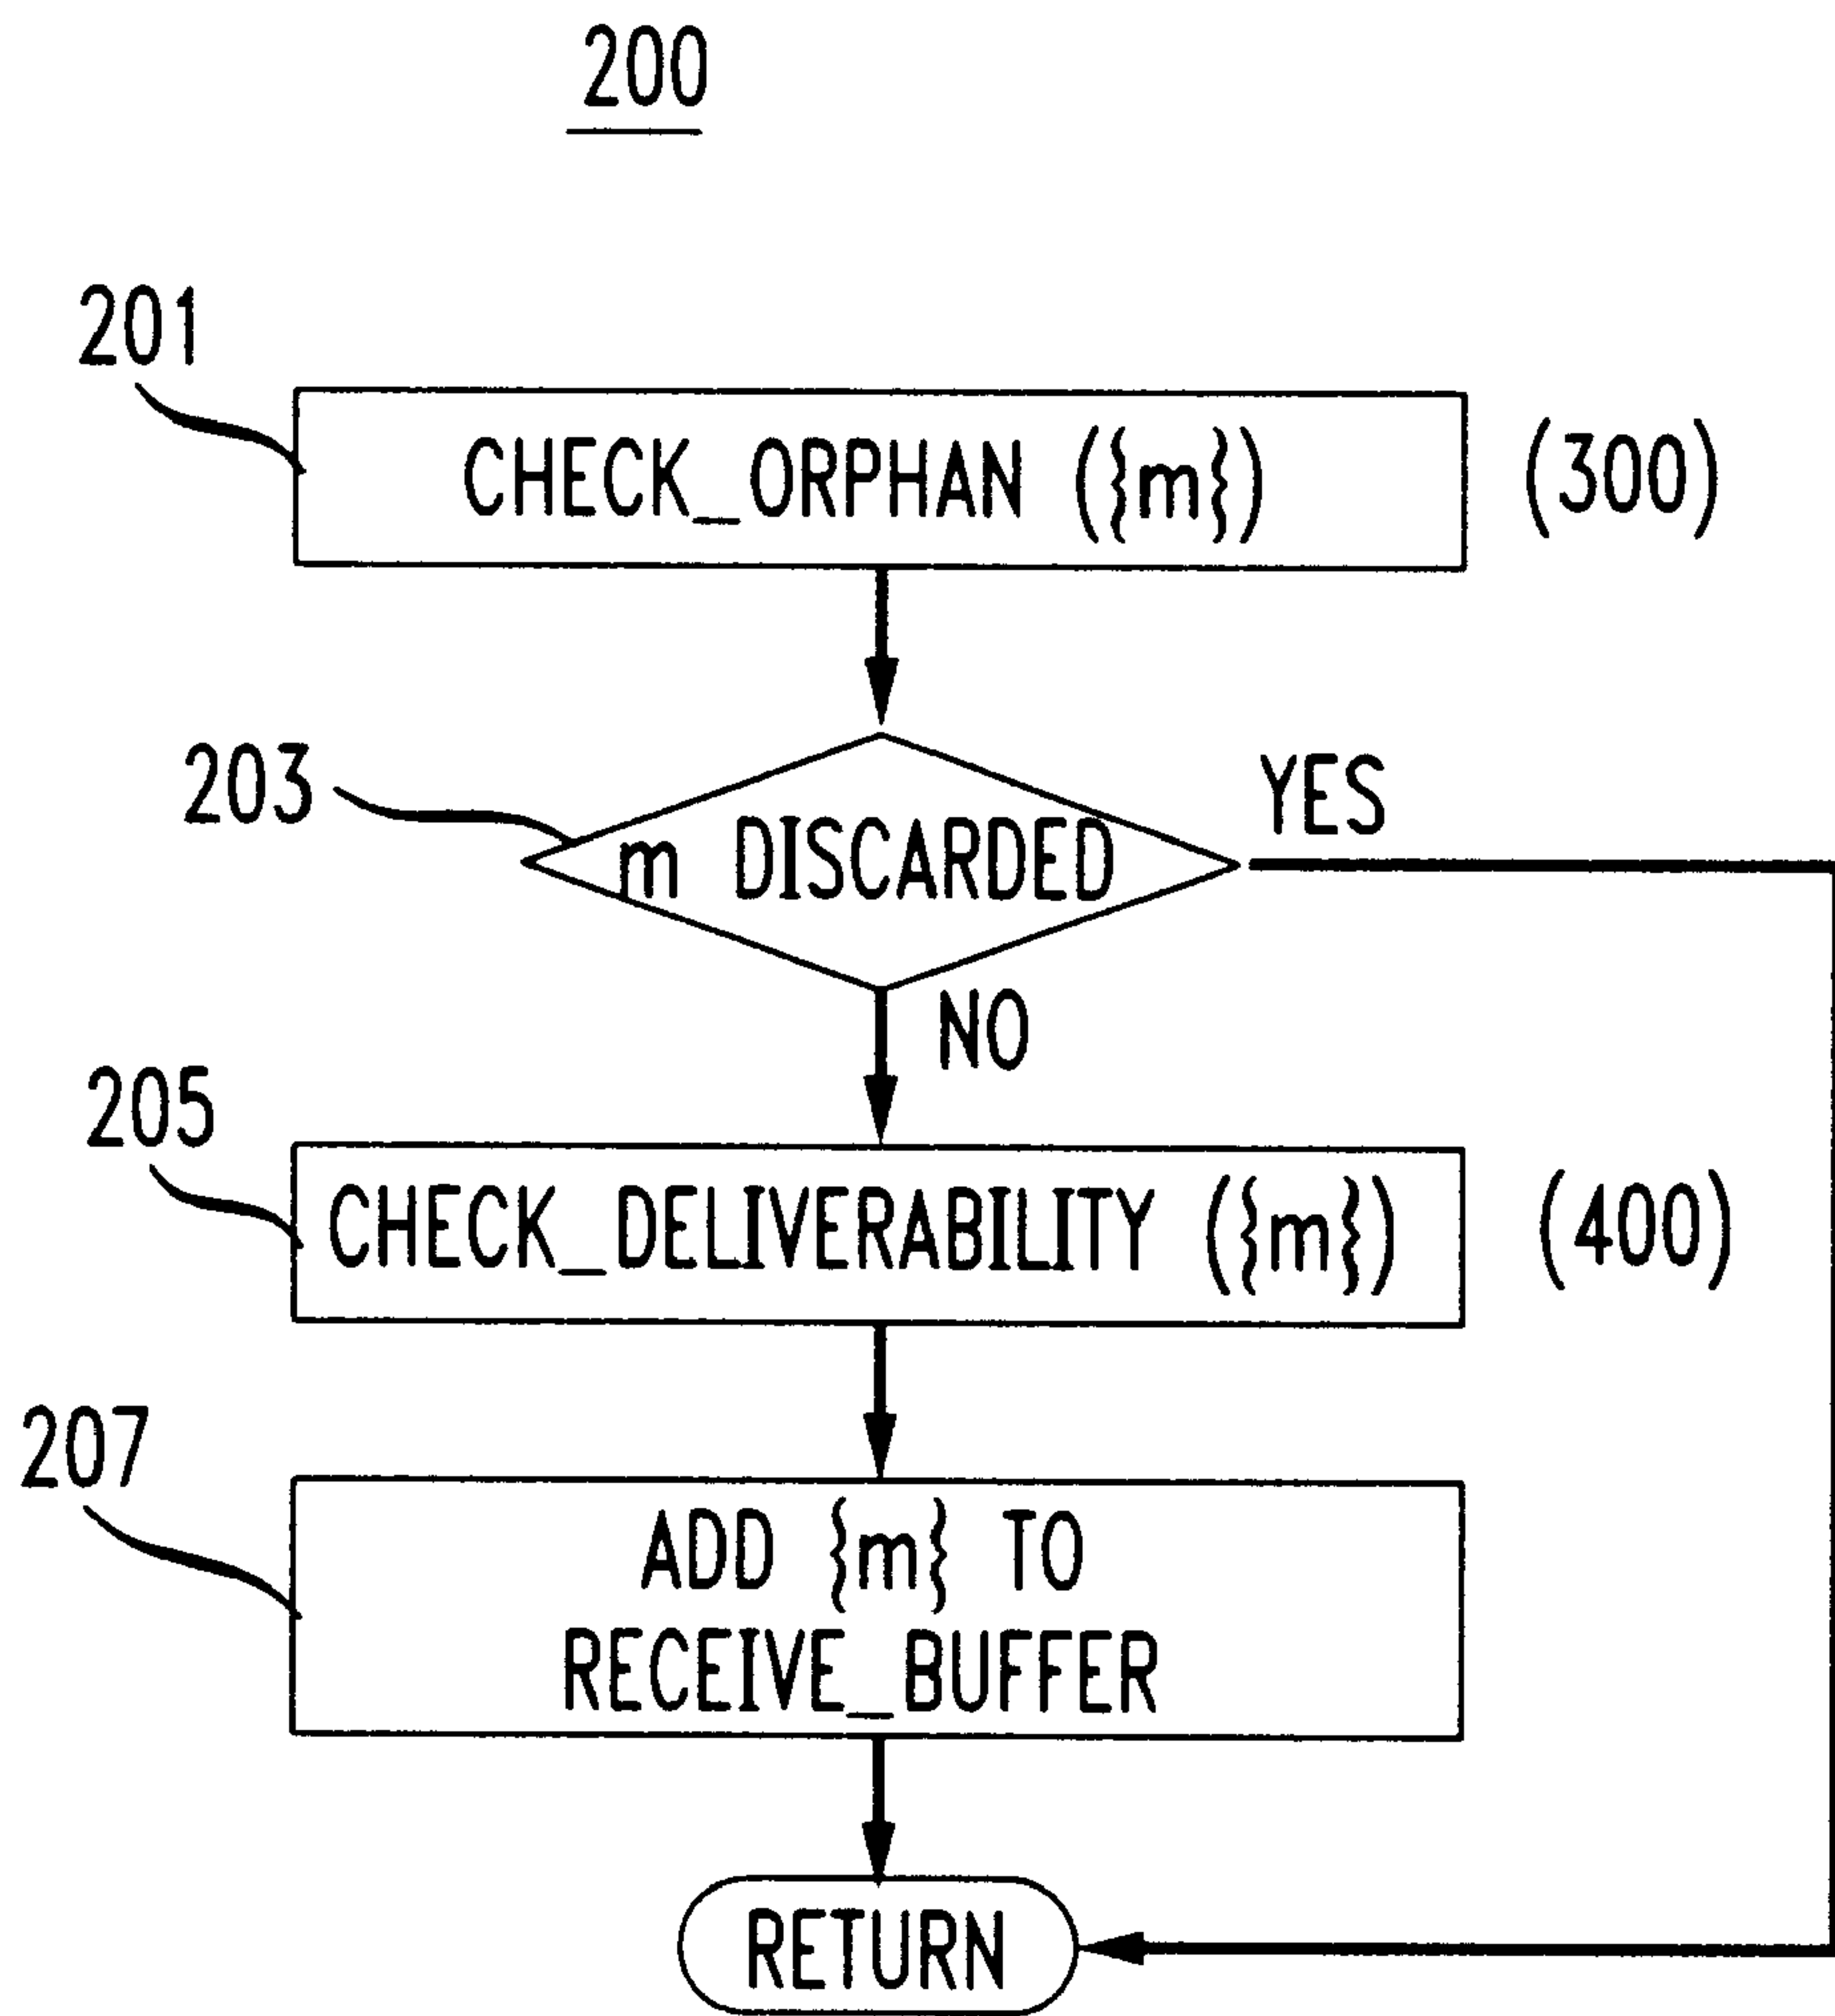 200
201
CHECK_ORPHAN ({m})
(300)
203
m DISCARDED
YES
NO
205
CHECK_DELIVERABILITY ({m})
(400)
207
ADD {m} TO
RECEIVE_BUFFER
RETURN